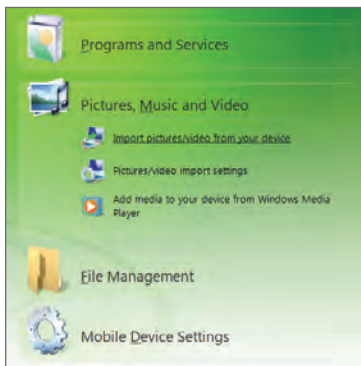 Programs and Services
Pictures, Music and Video
Import pictures/video from your device
Pictures/video import settings
Add media to your device from Windows Media
Player
File Management
Mobile Device Settings